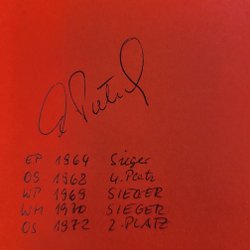 EP 1964 Sieger
OS 1968 4. Platz
WP 1969 SIEGER
WM 1970 SIEGER
OS 1972 2. PLATZ